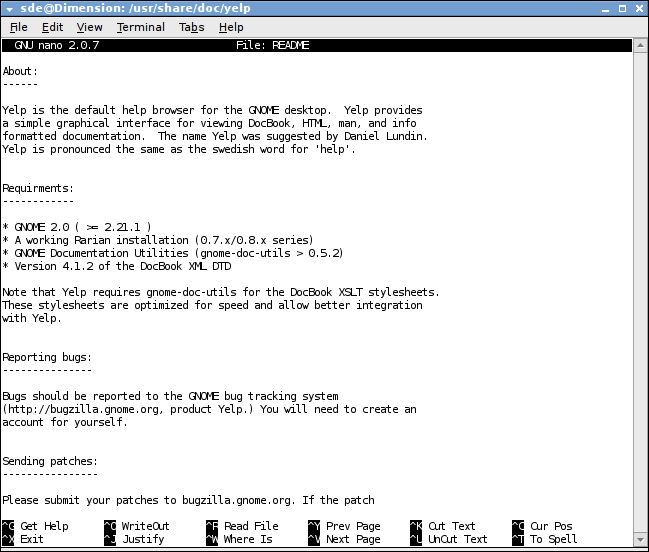 sde@Dimension: /usr/share/doc/yelp
File Edit View Terminal Tabs Help
GNU nano 2.0.7 File: README
About:
------
Yelp is the default help browser for the GNOME desktop.  Yelp provides
a simple graphical interface for viewing DocBook, HTML, man, and info
formatted documentation.  The name Yelp was suggested by Daniel Lundin.
Yelp is pronounced the same as the swedish word for 'help'.
Requirments:
------------
* GNOME 2.0 ( >= 2.21.1 )
* A working Rarian installation (0.7.x/0.8.x series)
* GNOME Documentation Utilities (gnome-doc-utils > 0.5.2)
* Version 4.1.2 of the DocBook XML DTD
Note that Yelp requires gnome-doc-utils for the DocBook XSLT stylesheets.
These stylesheets are optimized for speed and allow better integration
with Yelp.
Reporting bugs:
---------------
Bugs should be reported to the GNOME bug tracking system
(http://bugzilla.gnome.org, product Yelp.) You will need to create an
account for yourself.
Sending patches:
----------------
Please submit your patches to bugzilla.gnome.org. If the patch
^G Get Help ^O WriteOut ^R Read File ^Y Prev Page ^K Cut Text ^C Cur Pos
^X Exit ^J Justify ^W Where Is ^V Next Page ^U UnCut Text ^T To Spell